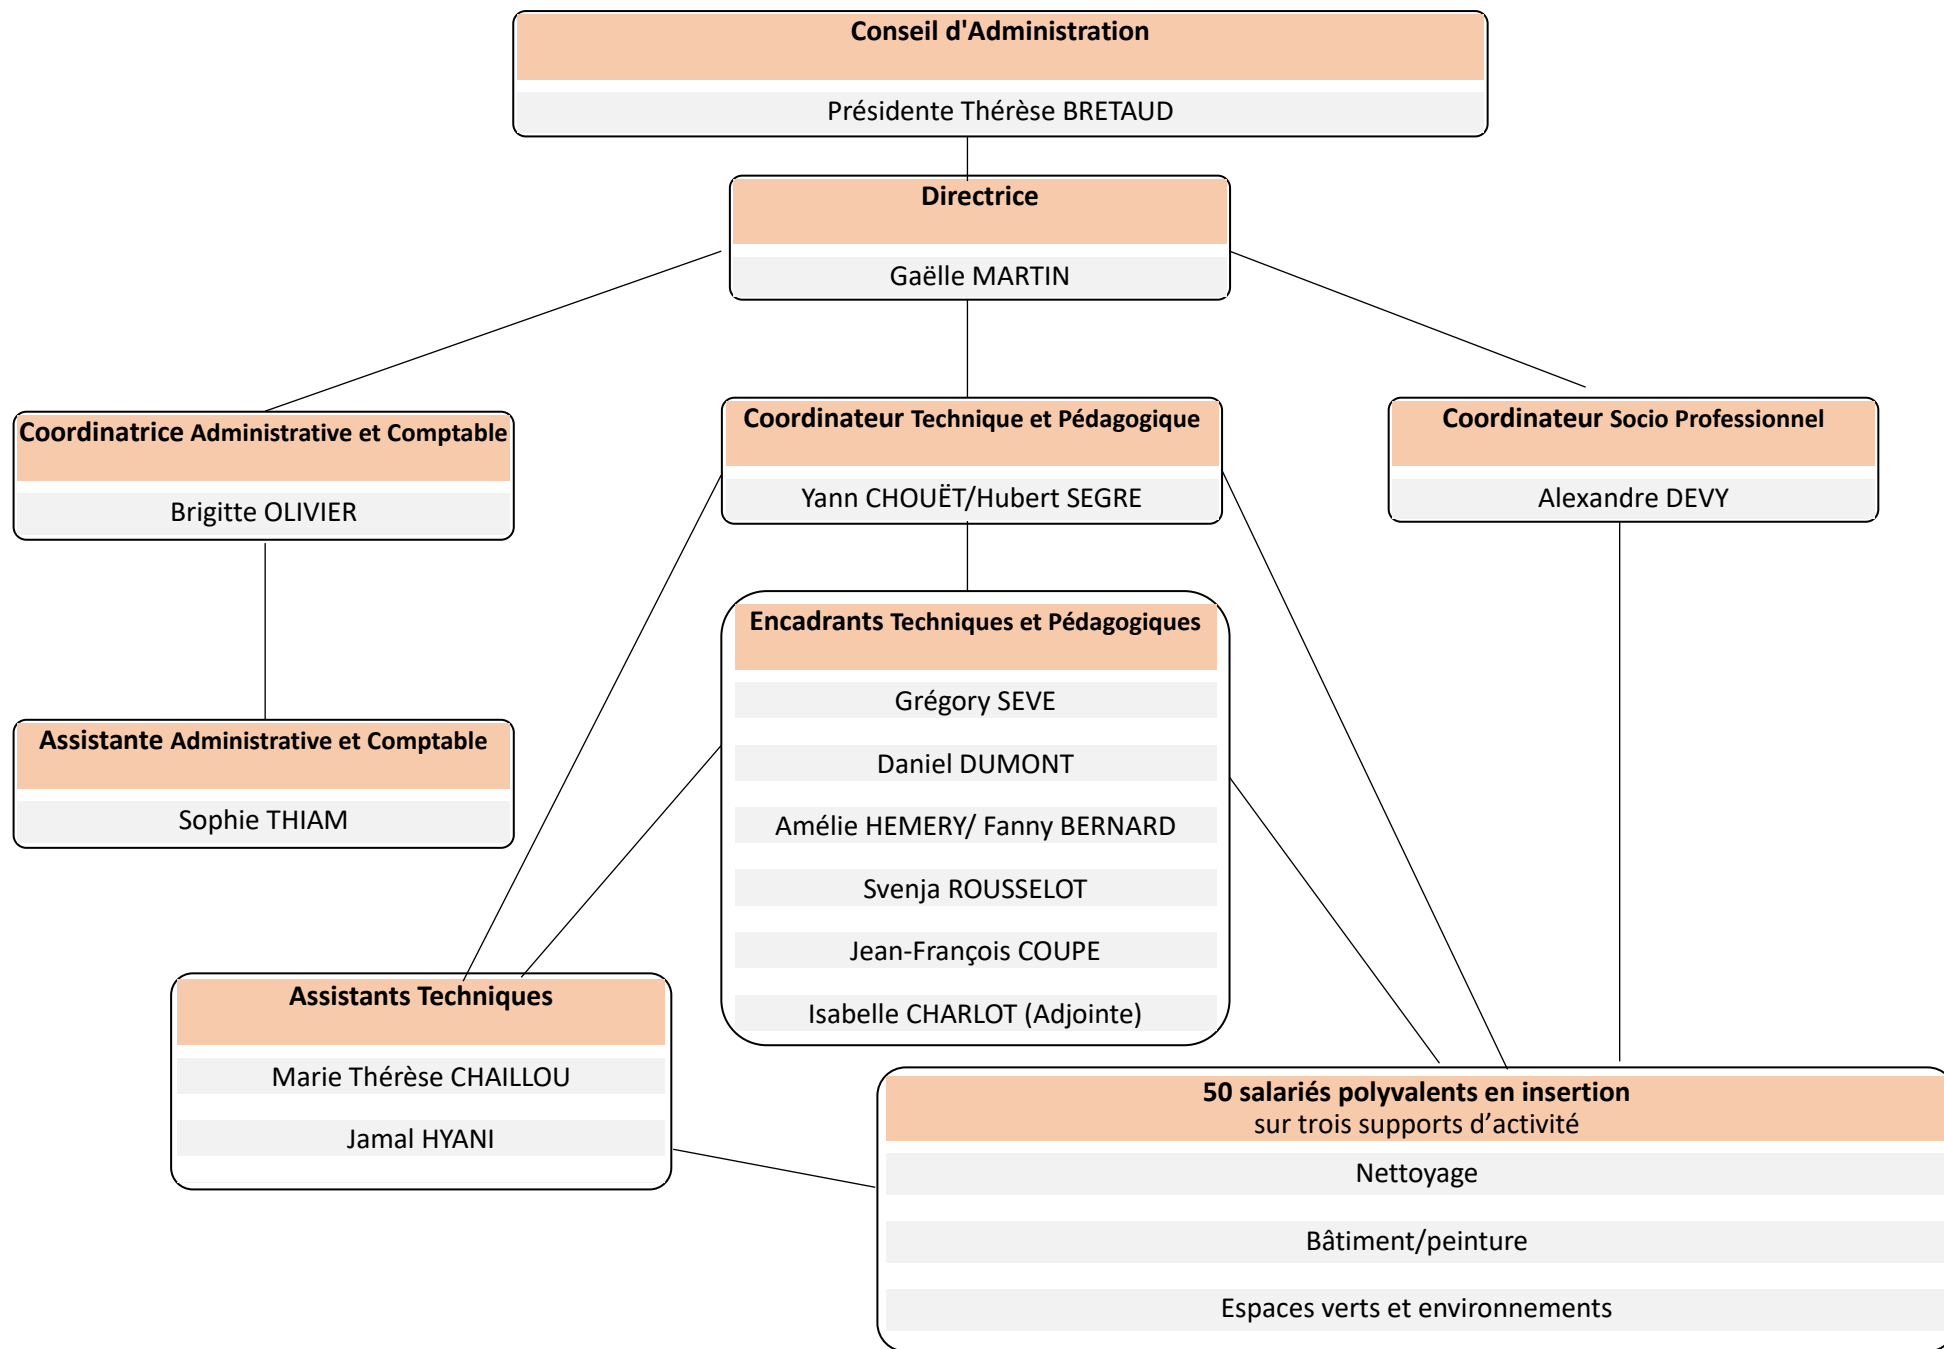 Conseil d'Administration
Présidente Thérèse BRETAUD
Directrice
Gaëlle MARTIN
Coordinatrice Administrative et Comptable
Brigitte OLIVIER
Coordinateur Technique et Pédagogique
Yann CHOUËT/Hubert SEGRE
Coordinateur Socio Professionnel
Alexandre DEVY
Encadrants Techniques et Pédagogiques
Grégory SEVE
Daniel DUMONT
Amélie HEMERY/ Fanny BERNARD
Svenja ROUSSELOT
Jean-François COUPE
Isabelle CHARLOT (Adjointe)
Assistante Administrative et Comptable
Sophie THIAM
Assistants Techniques
Marie Thérèse CHAILLOU
Jamal HYANI
50 salariés polyvalents en insertion
sur trois supports d’activité
Nettoyage
Bâtiment/peinture
Espaces verts et environnements